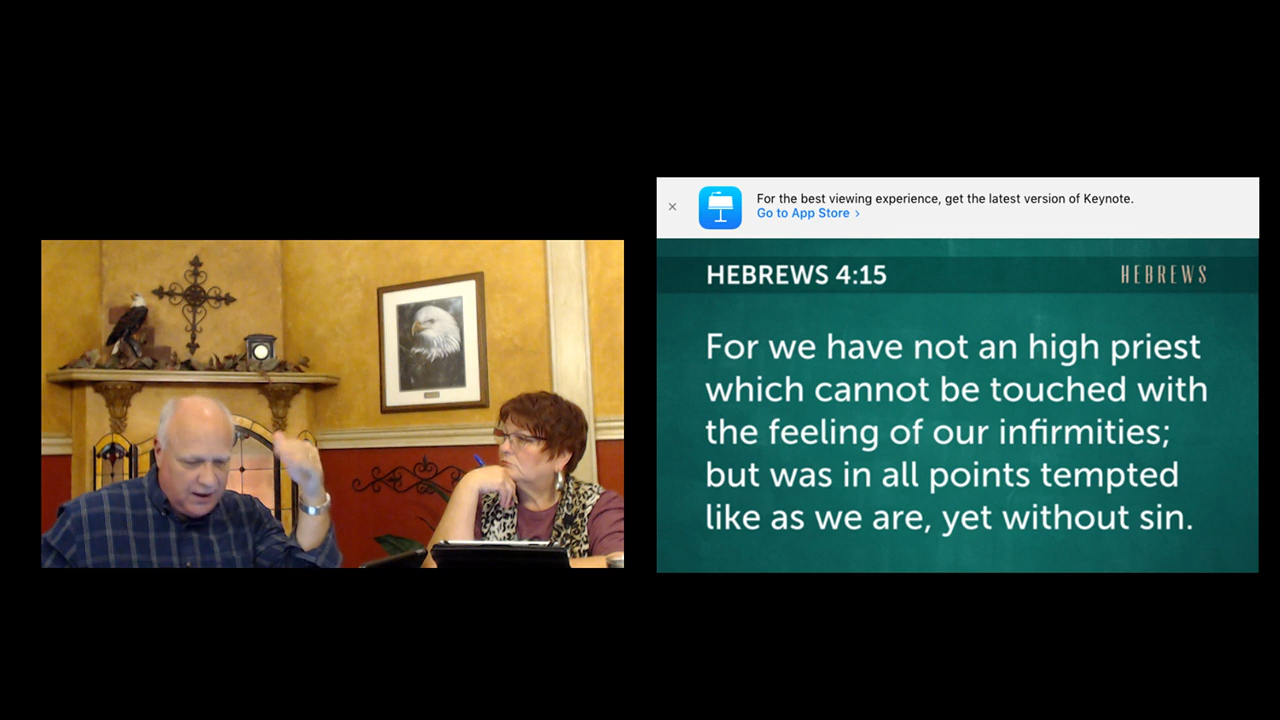 ×
For the best viewing experience, get the latest version of Keynote.
Go to App Store >
HEBREWS 4:15
HEBREWS
For we have not an high priest
which cannot be touched with
the feeling of our infirmities;
but was in all points tempted
like as we are, yet without sin.